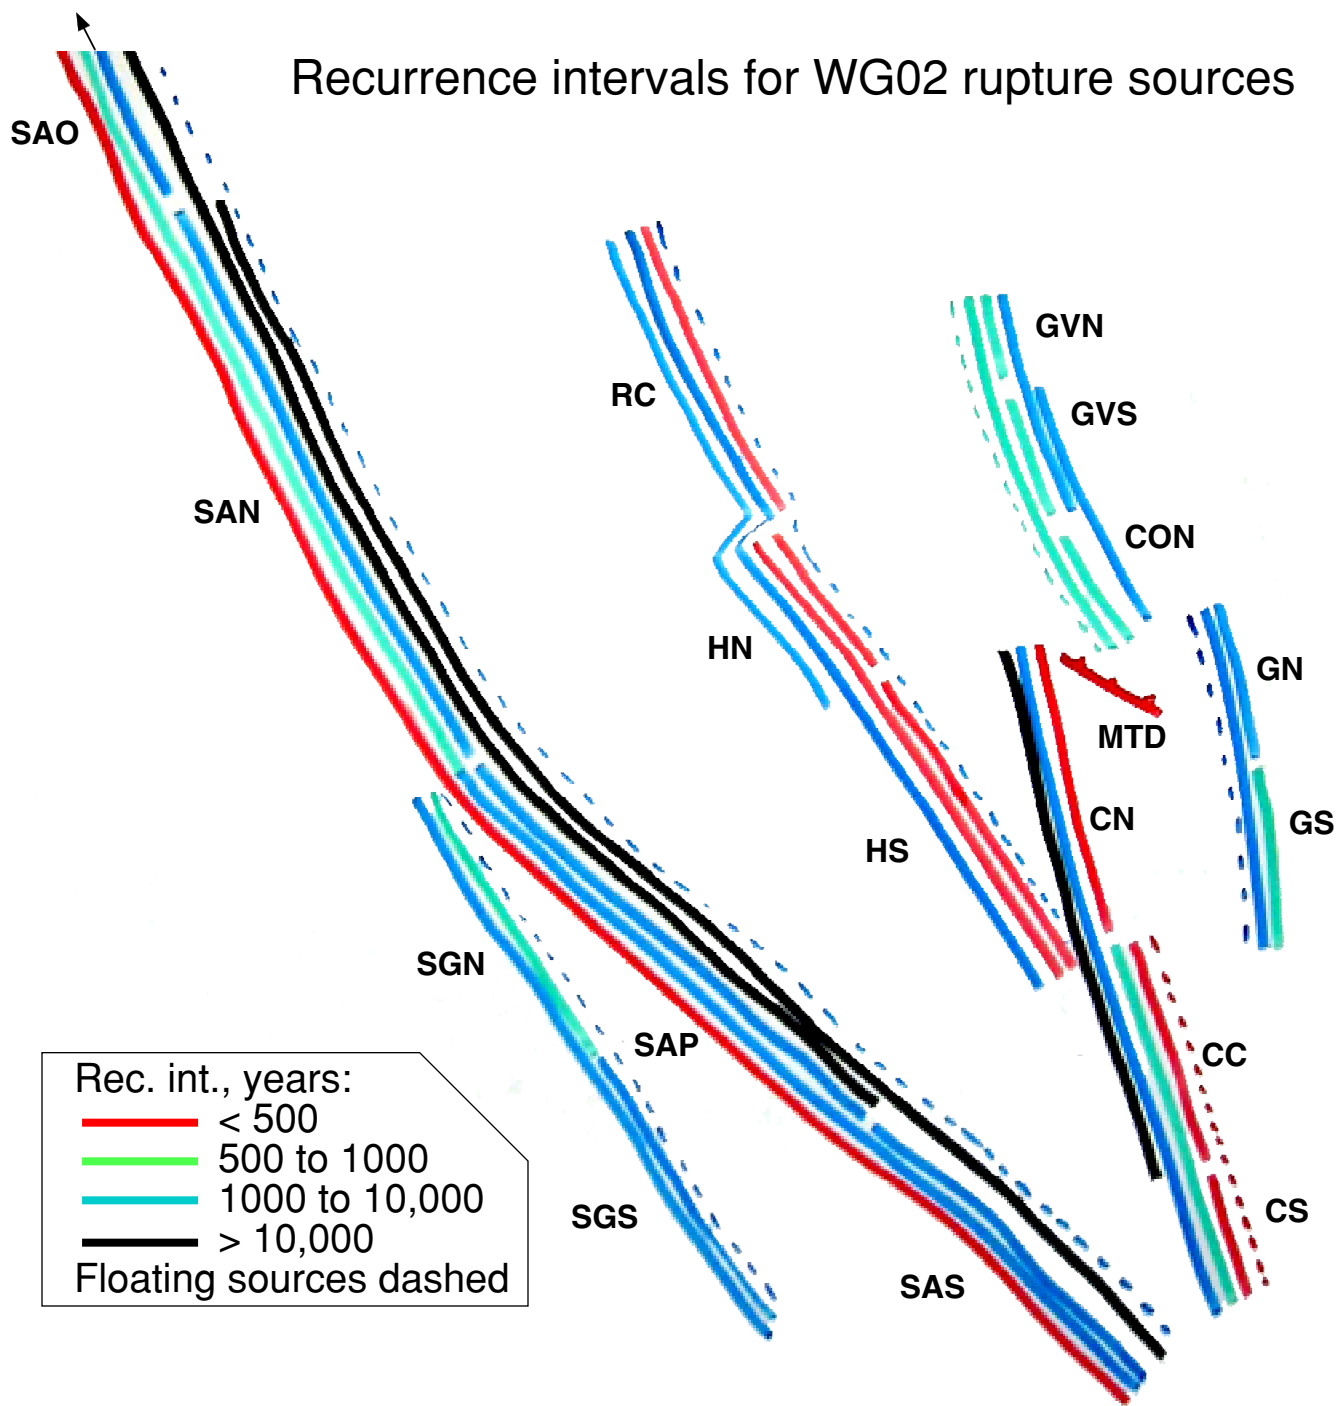 Recurrence intervals for WG02 rupture sources
SAO
GVN
RC
GVS
SAN
CON
HN
GN
MTD
CN
GS
HS
SGN
SAP
CC
SGS
CS
SAS
Rec. int., years:
< 500
500 to 1000
1000 to 10,000
> 10,000
Floating sources dashed